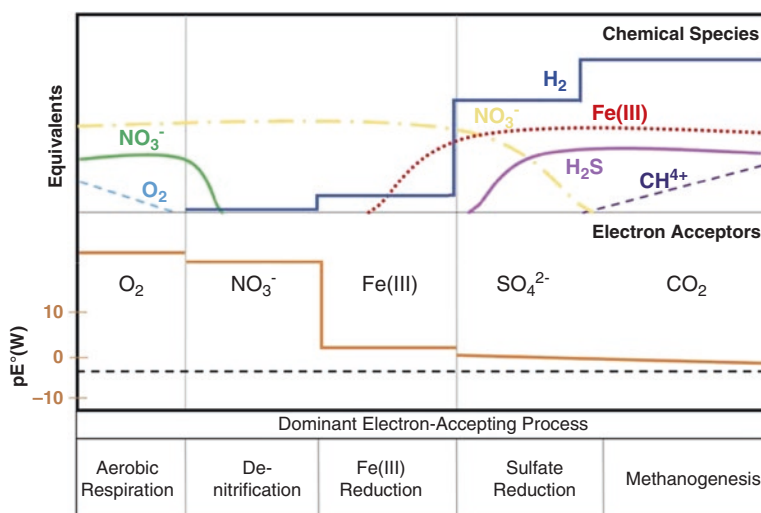 Chemical Species
H₂
NO₃⁻
Fe(III)
NO₃⁻
H₂S
O₂
CH⁴⁺
Equivalents
Electron Acceptors
O₂
NO₃⁻
Fe(III)
SO₄²⁻
CO₂
10
0
–10
pE°(W)
Dominant Electron-Accepting Process
Aerobic
Respiration
De-
nitrification
Fe(III)
Reduction
Sulfate
Reduction
Methanogenesis